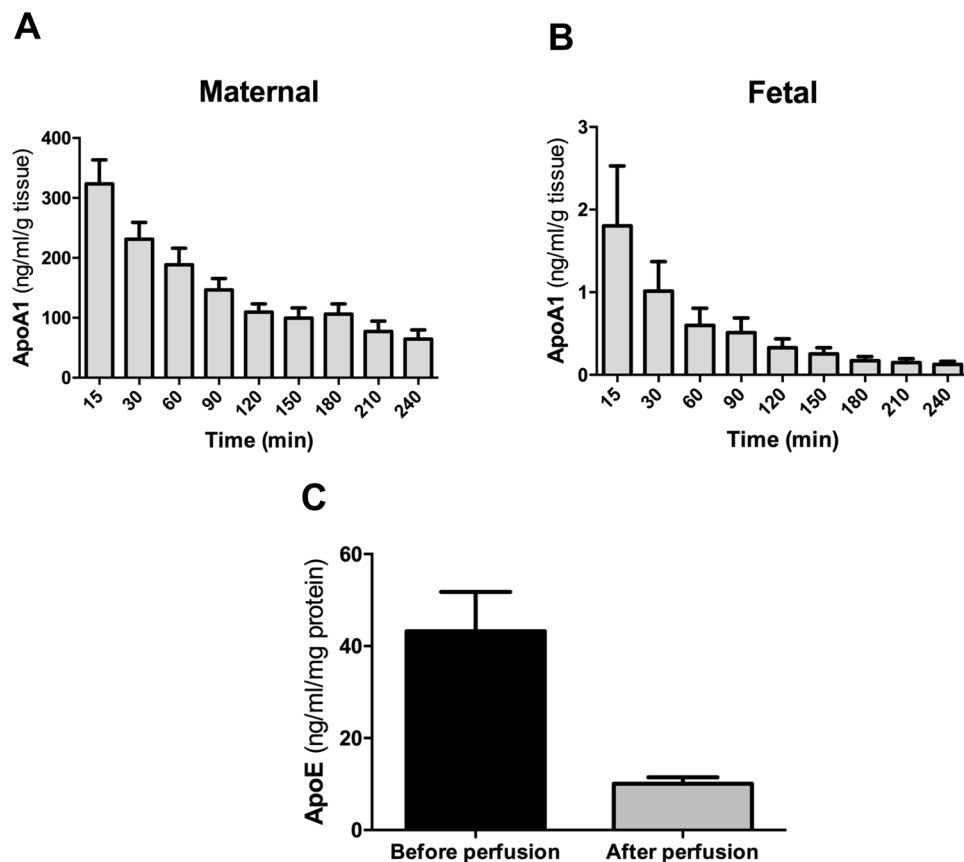 A
Maternal
ApoA1 (ng/ml/g tissue)
400
300
200
100
0
15 30 60 90 120 150 180 210 240
Time (min)
B
Fetal
ApoA1 (ng/ml/g tissue)
3
2
1
0
15 30 60 90 120 150 180 210 240
Time (min)
C
ApoE (ng/ml/mg protein)
60
40
20
0
Before perfusion After perfusion